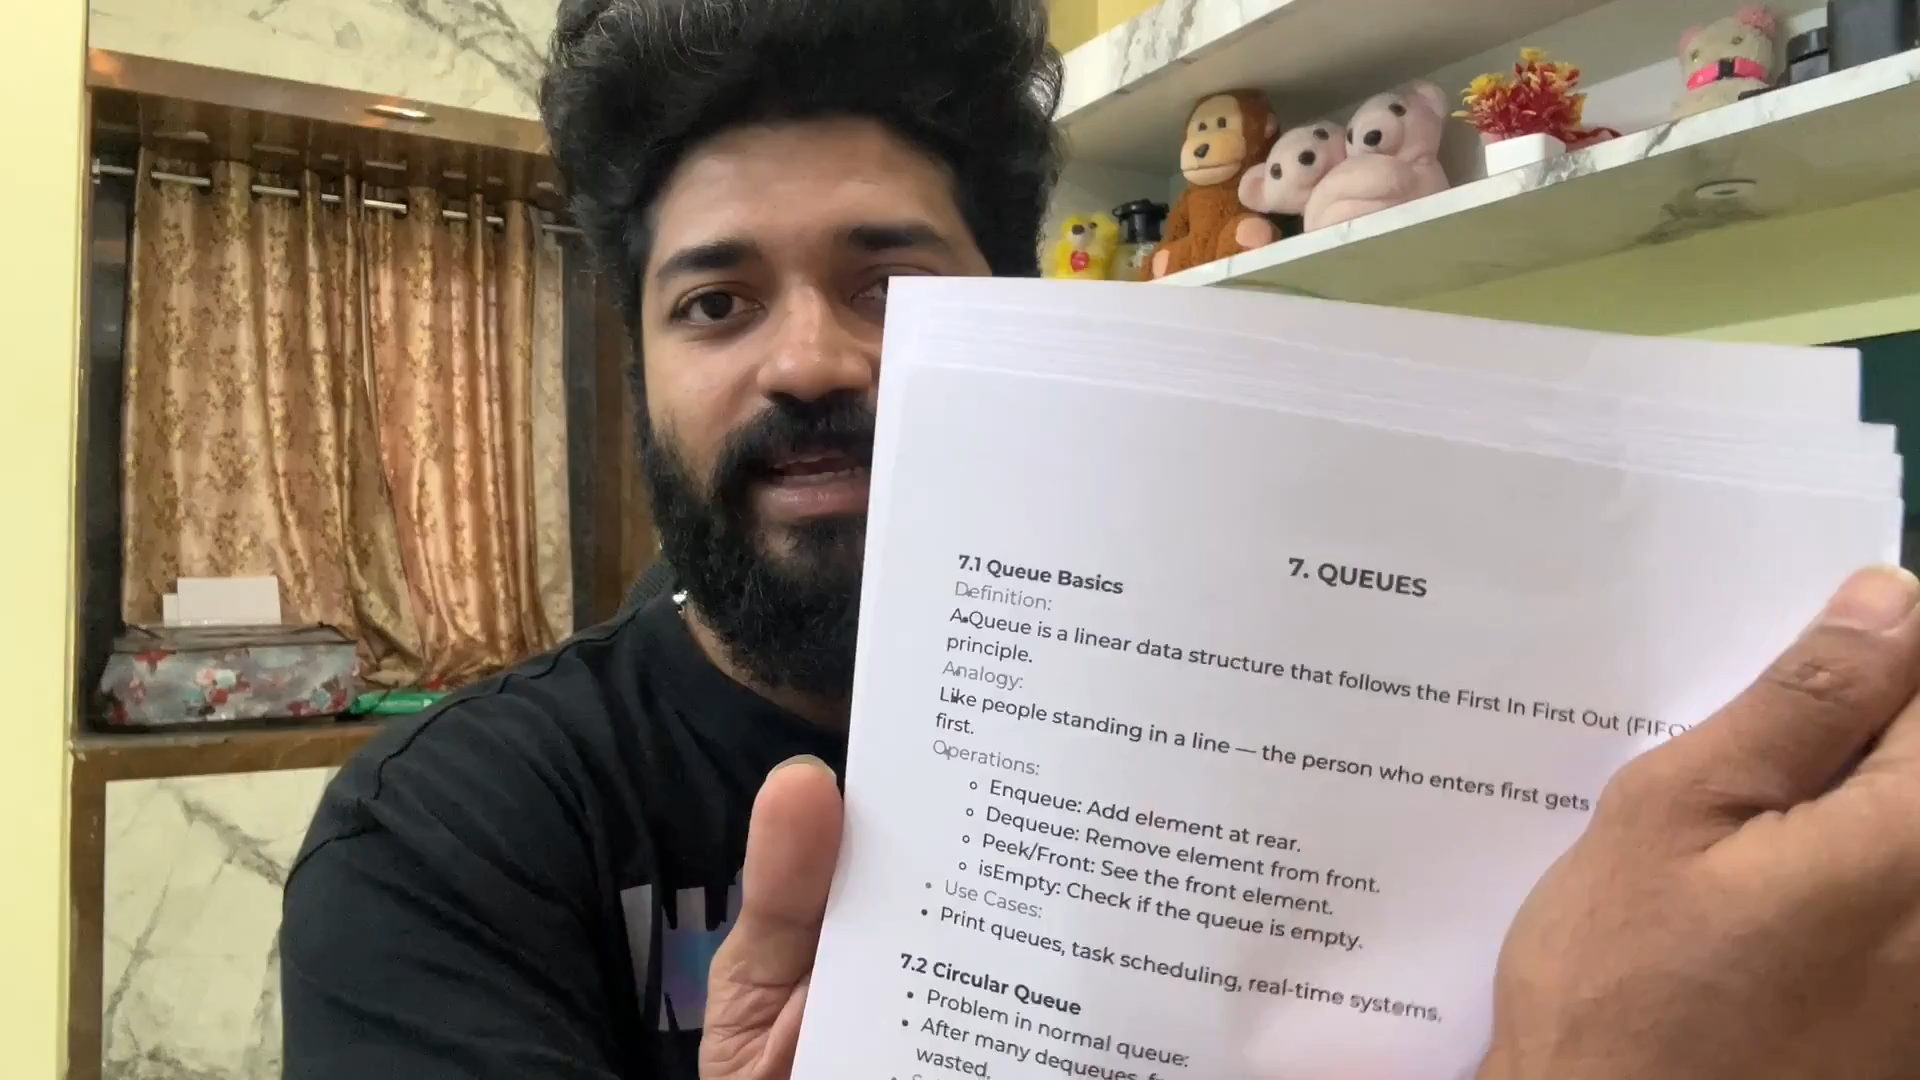 7. QUEUES
7.1 Queue Basics
Definition:
A Queue is a linear data structure that follows the First In First Out (FIFO)
principle.
Analogy:
Like people standing in a line — the person who enters first gets
first.
Operations:
Enqueue: Add element at rear.
Dequeue: Remove element from front.
Peek/Front: See the front element.
isEmpty: Check if the queue is empty.
• Use Cases:
• Print queues, task scheduling, real-time systems.
7.2 Circular Queue
• Problem in normal queue:
• After many dequeues,
wasted.